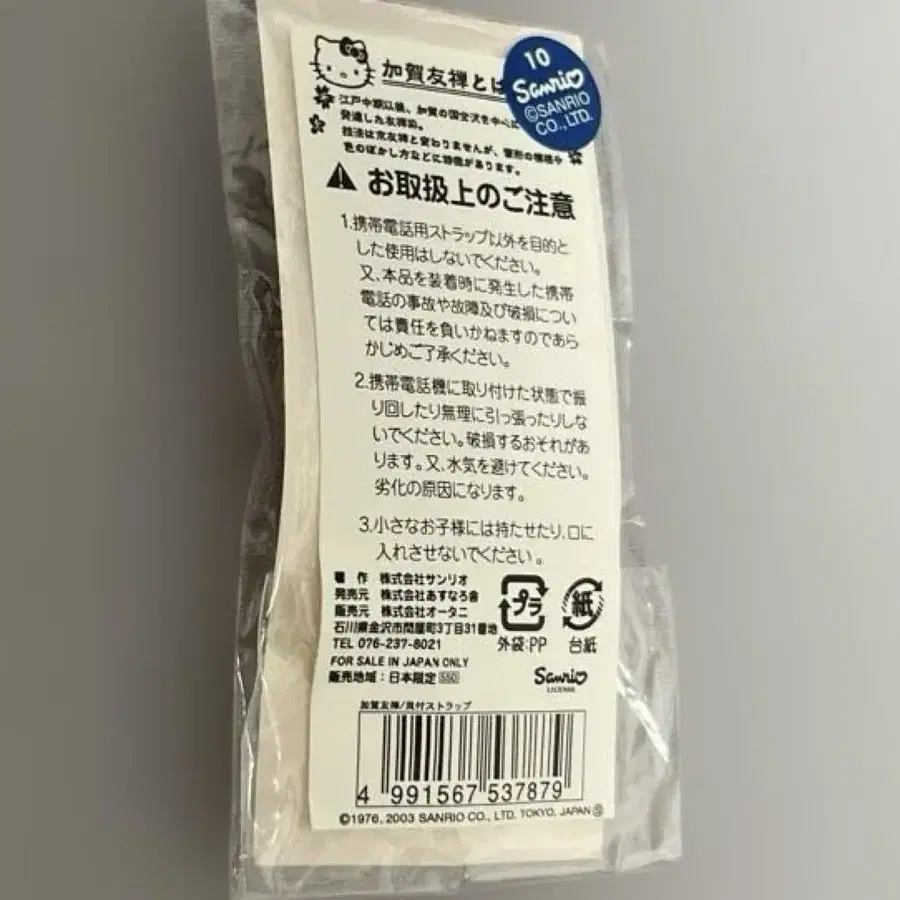 加賀友禅とは
10
Sanrio
©SANRIO
CO.,LTD.
江戸中期以後、加賀の国金沢を中心に
発達した友禅染。
技法は京友禅と変わりませんが、
色のぼかし方などに特徴があります。
お取扱上のご注意
1.携帯電話用ストラップ以外を目的と
した使用はしないでください。
又、本品を装着時に発生した携帯
電話の事故や故障及び破損につい
ては責任を負いかねますのであら
かじめご了承ください。
2.携帯電話機に取り付けた状態で振
り回したり無理に引っ張ったりしな
いでください。破損するおそれがあ
ります。又、水気を避けてください。
劣化の原因になります。
3.小さなお子様には持たせたり、口に
入れさせないでください。
著 作 株式会社サンリオ
発売元 株式会社あすなろ舎
販売元 株式会社オータニ
石川県金沢市問屋町3丁目31番地
TEL 076-237-8021
FOR SALE IN JAPAN ONLY
販売地域:日本限定 550
プラ
外袋:PP
紙
台紙
Sanrio
LICENSE
加賀友禅/根付ストラップ
4 991567 537879
©1976, 2003 SANRIO CO., LTD. TOKYO, JAPAN Ⓢ